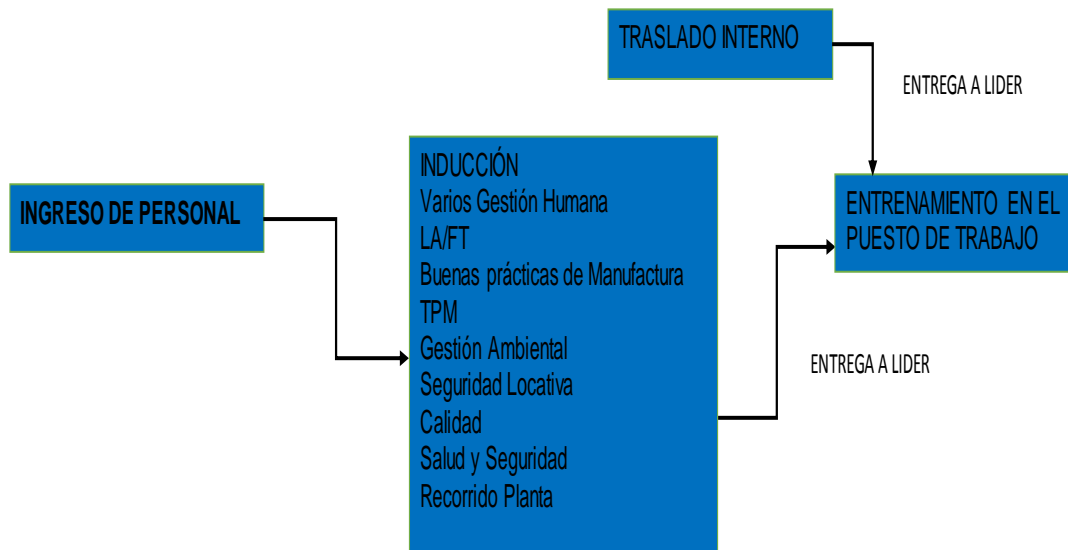 TRASLADO INTERNO
ENTREGA A LIDER
INGRESO DE PERSONAL
INDUCCIÓN
Varios Gestión Humana
LA/FT
Buenas prácticas de Manufactura
TPM
Gestión Ambiental
Seguridad Locativa
Calidad
Salud y Seguridad
Recorrido Planta
ENTRENAMIENTO EN EL
PUESTO DE TRABAJO
ENTREGA A LIDER